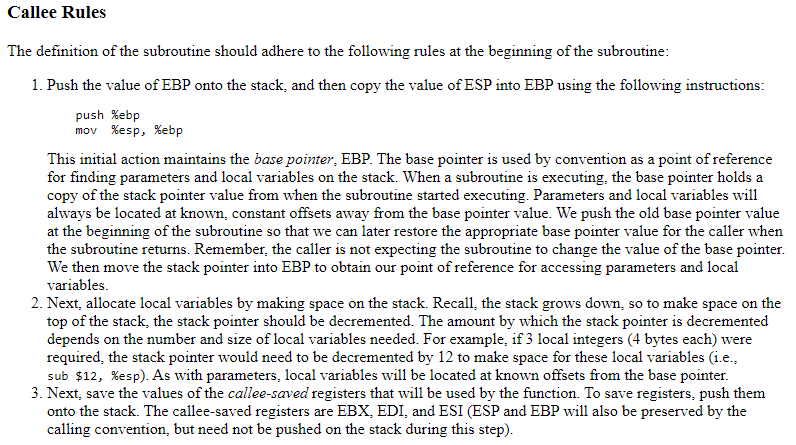 Callee Rules
The definition of the subroutine should adhere to the following rules at the beginning of the subroutine:
1. Push the value of EBP onto the stack, and then copy the value of ESP into EBP using the following instructions:
push %ebp
mov  %esp, %ebp
This initial action maintains the base pointer, EBP. The base pointer is used by convention as a point of reference
for finding parameters and local variables on the stack. When a subroutine is executing, the base pointer holds a
copy of the stack pointer value from when the subroutine started executing. Parameters and local variables will
always be located at known, constant offsets away from the base pointer value. We push the old base pointer value
at the beginning of the subroutine so that we can later restore the appropriate base pointer value for the caller when
the subroutine returns. Remember, the caller is not expecting the subroutine to change the value of the base pointer.
We then move the stack pointer into EBP to obtain our point of reference for accessing parameters and local
variables.
2. Next, allocate local variables by making space on the stack. Recall, the stack grows down, so to make space on the
top of the stack, the stack pointer should be decremented. The amount by which the stack pointer is decremented
depends on the number and size of local variables needed. For example, if 3 local integers (4 bytes each) were
required, the stack pointer would need to be decremented by 12 to make space for these local variables (i.e.,
sub $12, %esp). As with parameters, local variables will be located at known offsets from the base pointer.
3. Next, save the values of the callee-saved registers that will be used by the function. To save registers, push them
onto the stack. The callee-saved registers are EBX, EDI, and ESI (ESP and EBP will also be preserved by the
calling convention, but need not be pushed on the stack during this step).